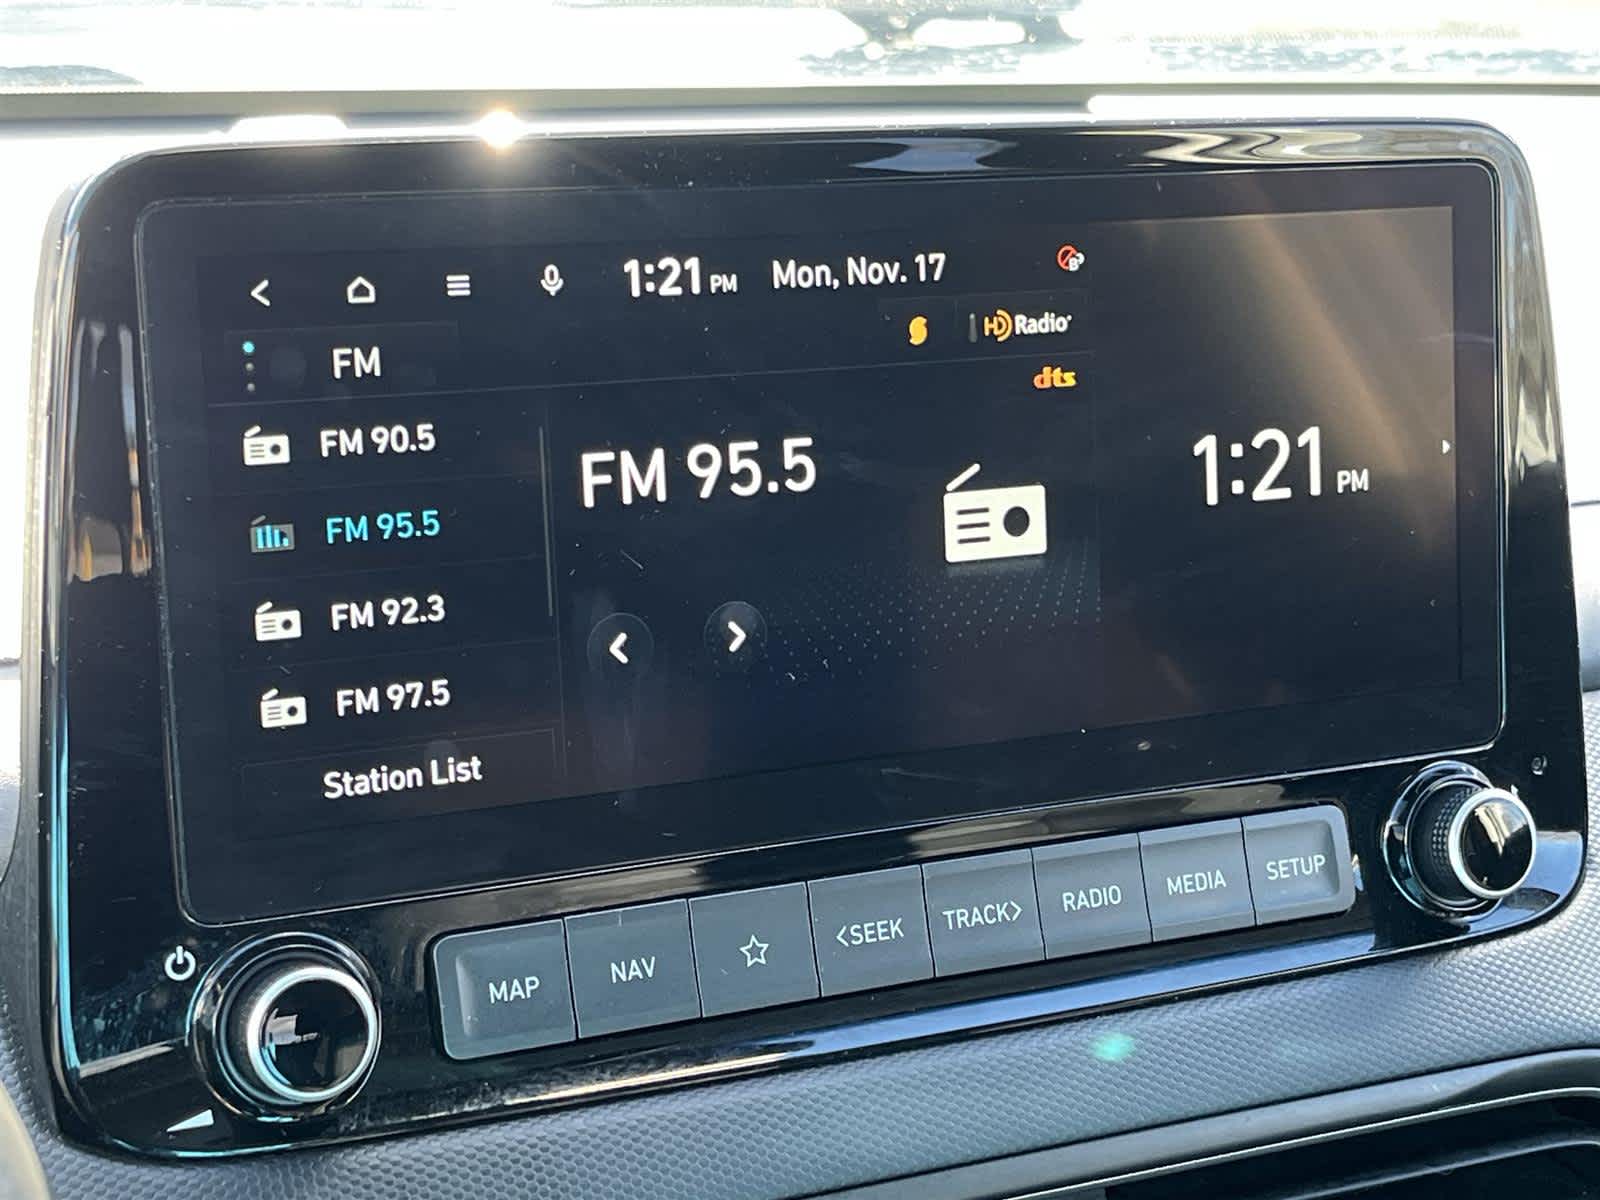 1:21 PM Mon, Nov. 17
HD Radio
FM
dts
FM 90.5
FM 95.5
FM 92.3
FM 97.5
Station List
FM 95.5
1:21 PM
MAP NAV <SEEK TRACK> RADIO MEDIA SETUP